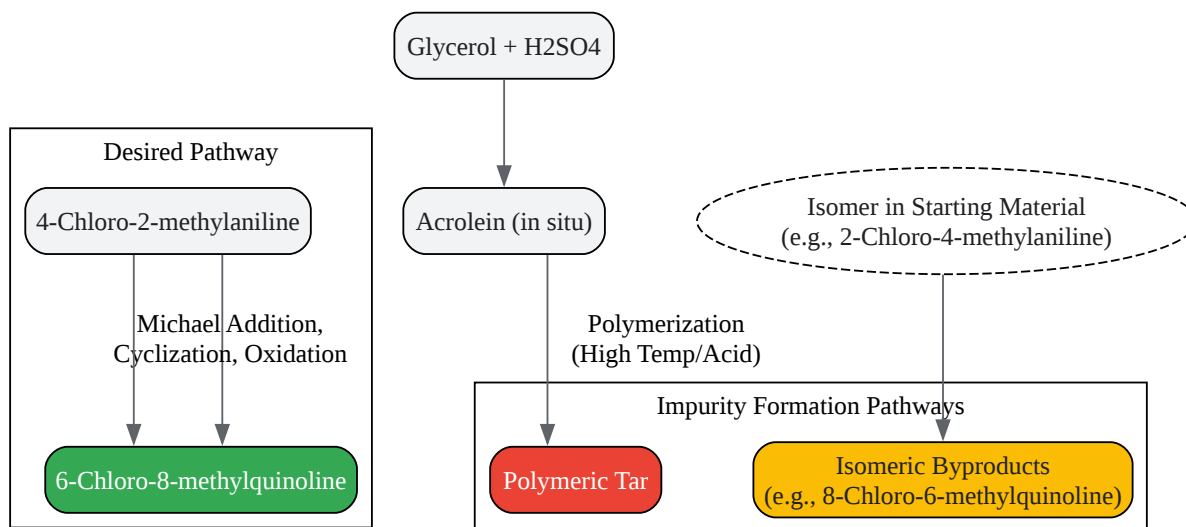 Glycerol + H2SO4
Desired Pathway
4-Chloro-2-methylaniline
Acrolein (in situ)
Isomer in Starting Material
(e.g., 2-Chloro-4-methylaniline)
Michael Addition,
Cyclization, Oxidation
Polymerization
(High Temp/Acid)
Impurity Formation Pathways
6-Chloro-8-methylquinoline
Polymeric Tar
Isomeric Byproducts
(e.g., 8-Chloro-6-methylquinoline)